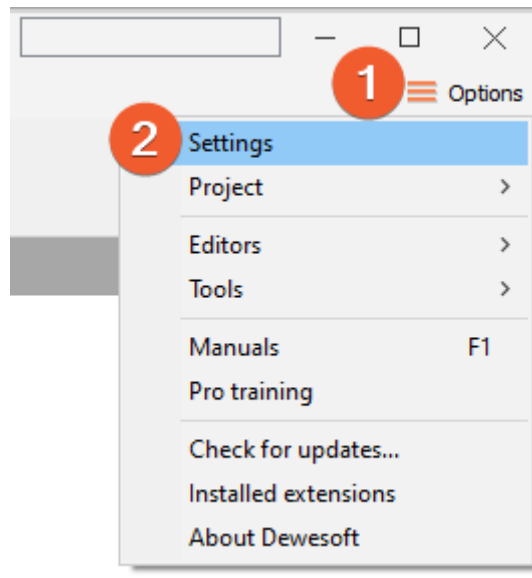 1
Options
2
Settings
Project
Editors
Tools
Manuals F1
Pro training
Check for updates...
Installed extensions
About Dewesoft